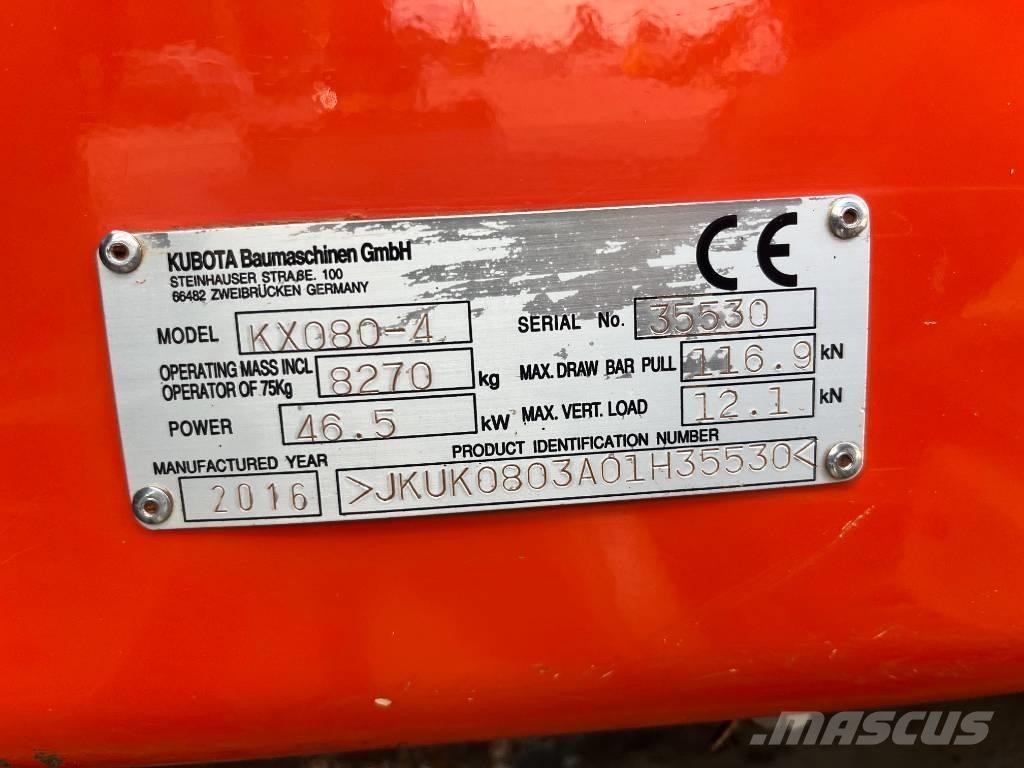 KUBOTA Baumaschinen GmbH
STEINHAUSER STRAßE. 100
66482 ZWEIBRÜCKEN GERMANY
CE
MODEL KX080-4
SERIAL No. 35530
OPERATING MASS INCL
OPERATOR OF 75Kg 8270 kg
MAX. DRAW BAR PULL 116.9 kN
POWER 46.5 kW
MAX. VERT. LOAD 12.1 kN
MANUFACTURED YEAR
2016
PRODUCT IDENTIFICATION NUMBER
>JKUK0803A01H35530<
MASCUS